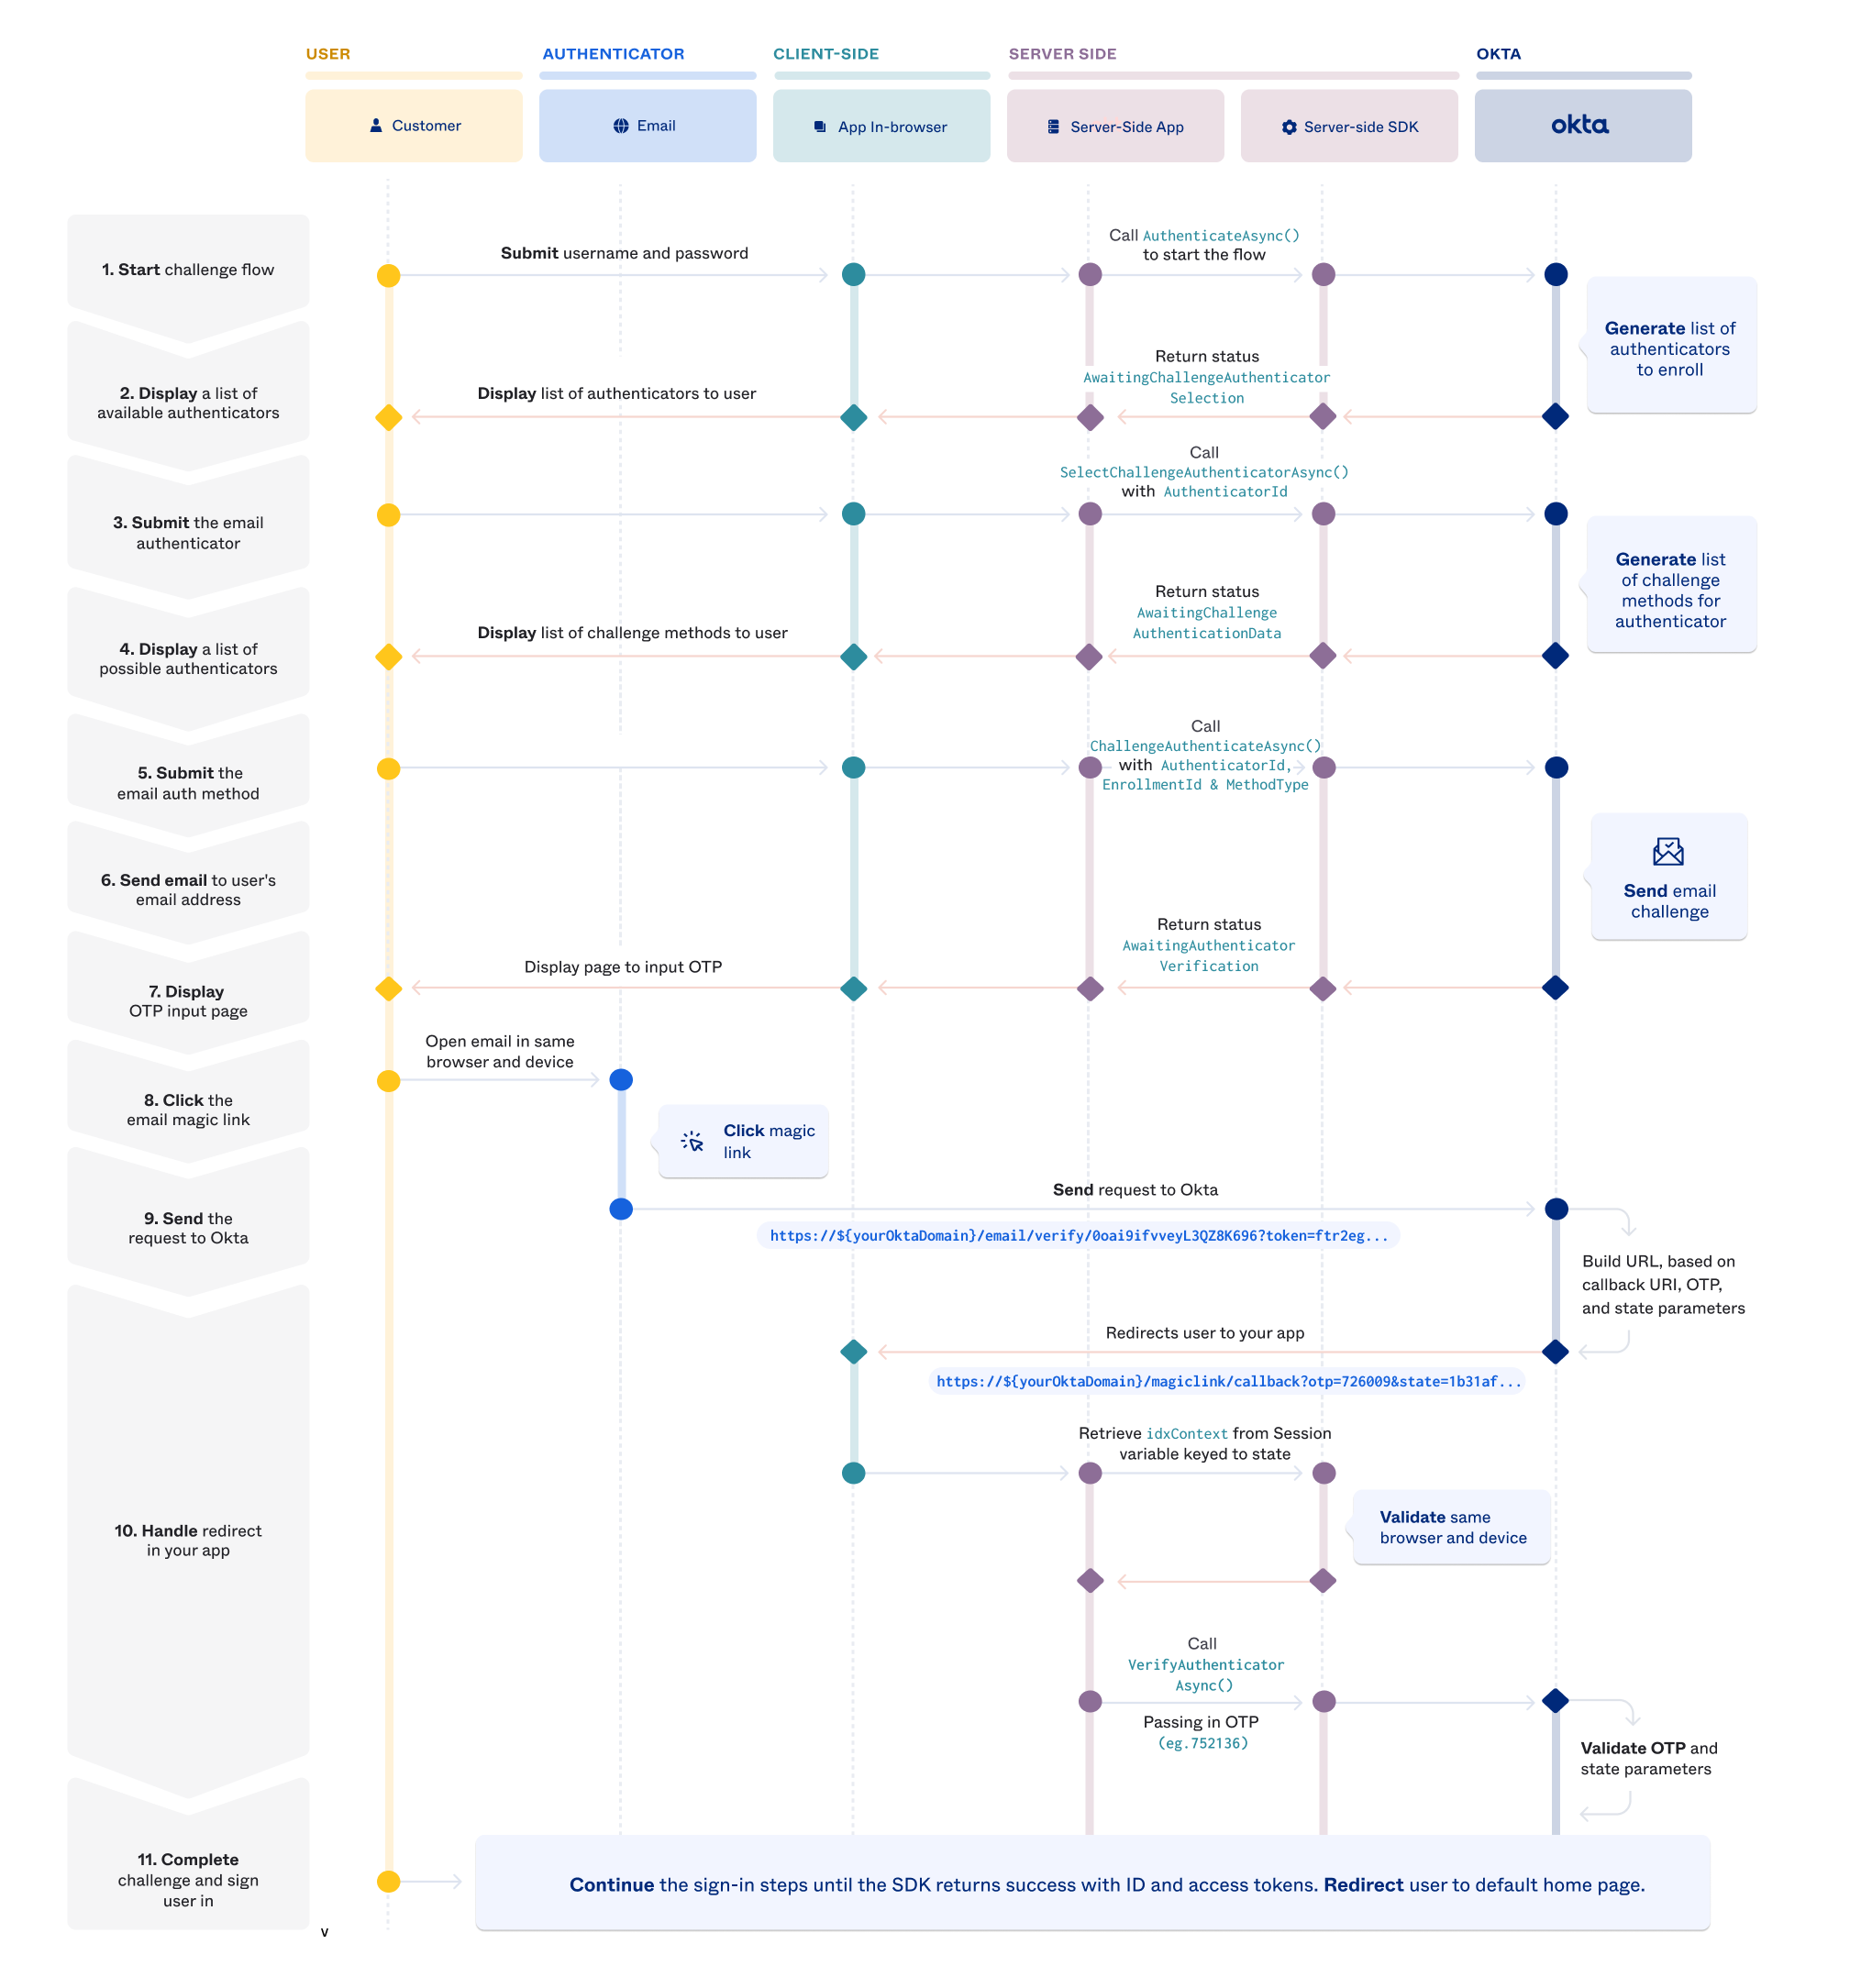 USER
AUTHENTICATOR
CLIENT-SIDE
SERVER SIDE
OKTA
Customer
Email
App In-browser
Server-Side App
Server-side SDK
okta
1. Start challenge flow
Submit username and password
Call AuthenticateAsync()
to start the flow
Generate list of
authenticators
to enroll
2. Display a list of
available authenticators
Display list of authenticators to user
Return status
AwaitingChallengeAuthenticator
Selection
3. Submit the email
authenticator
Call
SelectChallengeAuthenticatorAsync()
with AuthenticatorId
Generate list
of challenge
methods for
authenticator
4. Display a list of
possible authenticators
Display list of challenge methods to user
Return status
AwaitingChallenge
AuthenticationData
5. Submit the
email auth method
Call
ChallengeAuthenticateAsync()
with AuthenticatorId,
EnrollmentId & MethodType
6. Send email to user's
email address
Send email
challenge
7. Display
OTP input page
Display page to input OTP
Return status
AwaitingAuthenticator
Verification
8. Click the
email magic link
Open email in same
browser and device
Click magic
link
9. Send the
request to Okta
Send request to Okta
https://${yourOktaDomain}/email/verify/0oai9ifvveyL3QZ8K696?token=ftr2eg...
Build URL, based on
callback URI, OTP,
and state parameters
Redirects user to your app
https://${yourOktaDomain}/magiclink/callback?otp=726009&state=1b31af...
10. Handle redirect
in your app
Retrieve idxContext from Session
variable keyed to state
Validate same
browser and device
Call
VerifyAuthenticator
Async()
Passing in OTP
(eg.752136)
Validate OTP and
state parameters
11. Complete
challenge and sign
user in
Continue the sign-in steps until the SDK returns success with ID and access tokens. Redirect user to default home page.
v